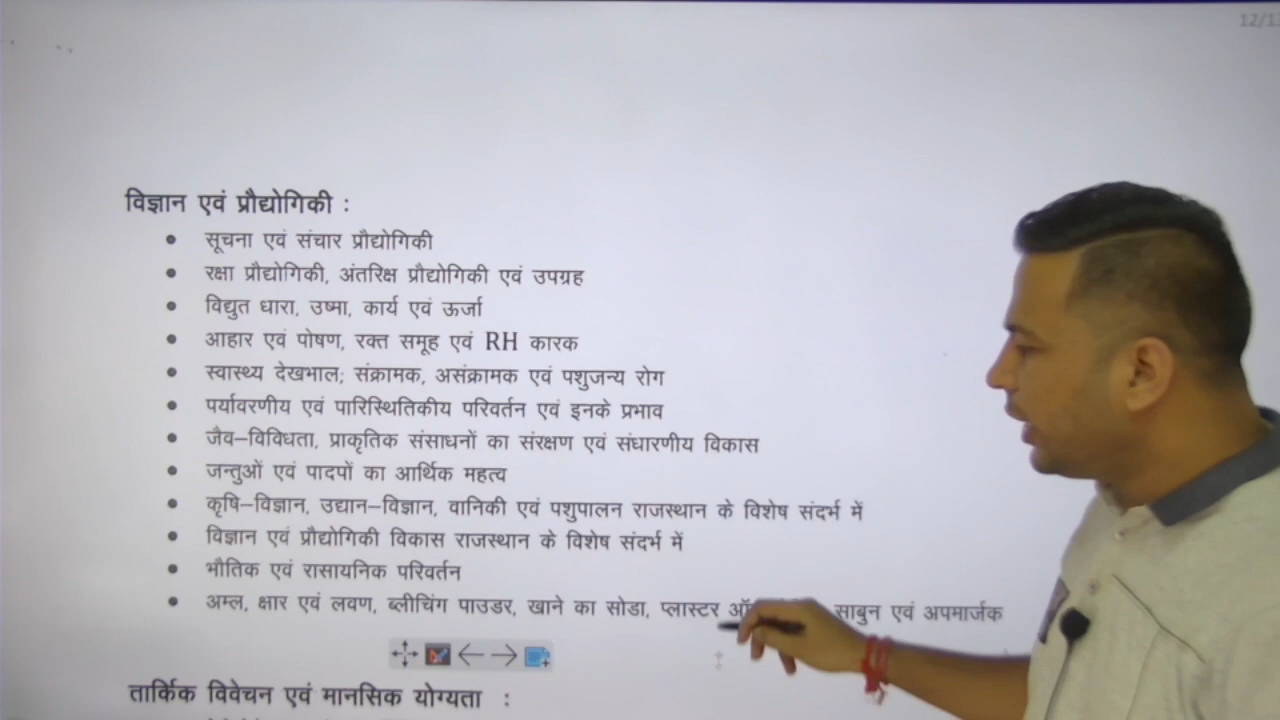 विज्ञान एवं प्रौद्योगिकी :
• सूचना एवं संचार प्रौद्योगिकी
• रक्षा प्रौद्योगिकी, अंतरिक्ष प्रौद्योगिकी एवं उपग्रह
• विद्युत धारा, उष्मा, कार्य एवं ऊर्जा
• आहार एवं पोषण, रक्त समूह एवं RH कारक
• स्वास्थ्य देखभाल; संक्रामक, असंक्रामक एवं पशुजन्य रोग
• पर्यावरणीय एवं पारिस्थितिकीय परिवर्तन एवं इनके प्रभाव
• जैव–विविधता, प्राकृतिक संसाधनों का संरक्षण एवं संधारणीय विकास
• जन्तुओं एवं पादपों का आर्थिक महत्व
• कृषि–विज्ञान, उद्यान–विज्ञान, वानिकी एवं पशुपालन राजस्थान के विशेष संदर्भ में
• विज्ञान एवं प्रौद्योगिकी विकास राजस्थान के विशेष संदर्भ में
• भौतिक एवं रासायनिक परिवर्तन
• अम्ल, क्षार एवं लवण, ब्लीचिंग पाउडर, खाने का सोडा, प्लास्टर साबुन एवं अपमार्जक
तार्किक विवेचन एवं मानसिक योग्यता :